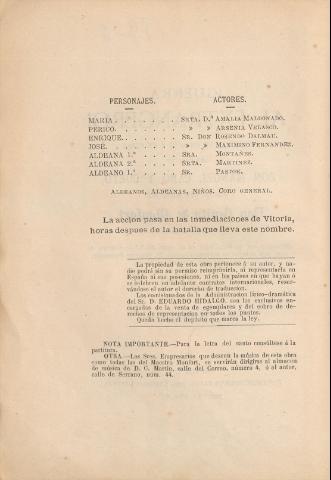 PERSONAJES. ACTORES.
MARIA. . . . . . . . SRTA. D.ª AMALIA MALDONADO.
PERICO. . . . . . . . » » ARSENIA VELASCO.
ENRIQUE. . . . . . . SR. DON ROSENDO DALMAU.
JOSÉ. . . . . . . . » » MAXIMINO FERNANDEZ.
ALDEANA 1.ª . . . . . SRA. MONTAÑES.
ALDEANA 2.ª . . . . . SRTA. MARTINEZ.
ALDEANO 1.º . . . . . SR. PASTOR.
ALDEANOS, ALDEANAS, NIÑOS. CORO GENERAL.
La accion pasa en las inmediaciones de Vitoria,
horas despues de la batalla que lleva este nombre.
La propiedad de esta obra pertenece á su autor, y na-
die podrá sin su permiso reimprimirla, ni representarla en
España ni sus posesiones, ni en los paises en que hayan ó
se celebren en adelante contratos internacionales, reser-
vándose el autor el derecho de traduccion.
Los comisionados de la Administracion lírico-dramática
del Sr. D. EDUARDO HIDALGO, son los exclusivos en-
cargados de la venta de ejemplares y del cobro de de-
rechos de representacion en todos los puntos.
Queda hecho el depósito que marca la ley.
NOTA IMPORTANTE.—Para la letra del canto consúltese á la
partitura.
OTRA.—Los Sres. Empresarios que deseen la música de esta obra
como todas las del Maestro Monfort, se servirán dirigirse al almacen
de música de D. C. Martin, calle del Correo, número 4, ó al autor,
calle de Serrano, núm. 44.